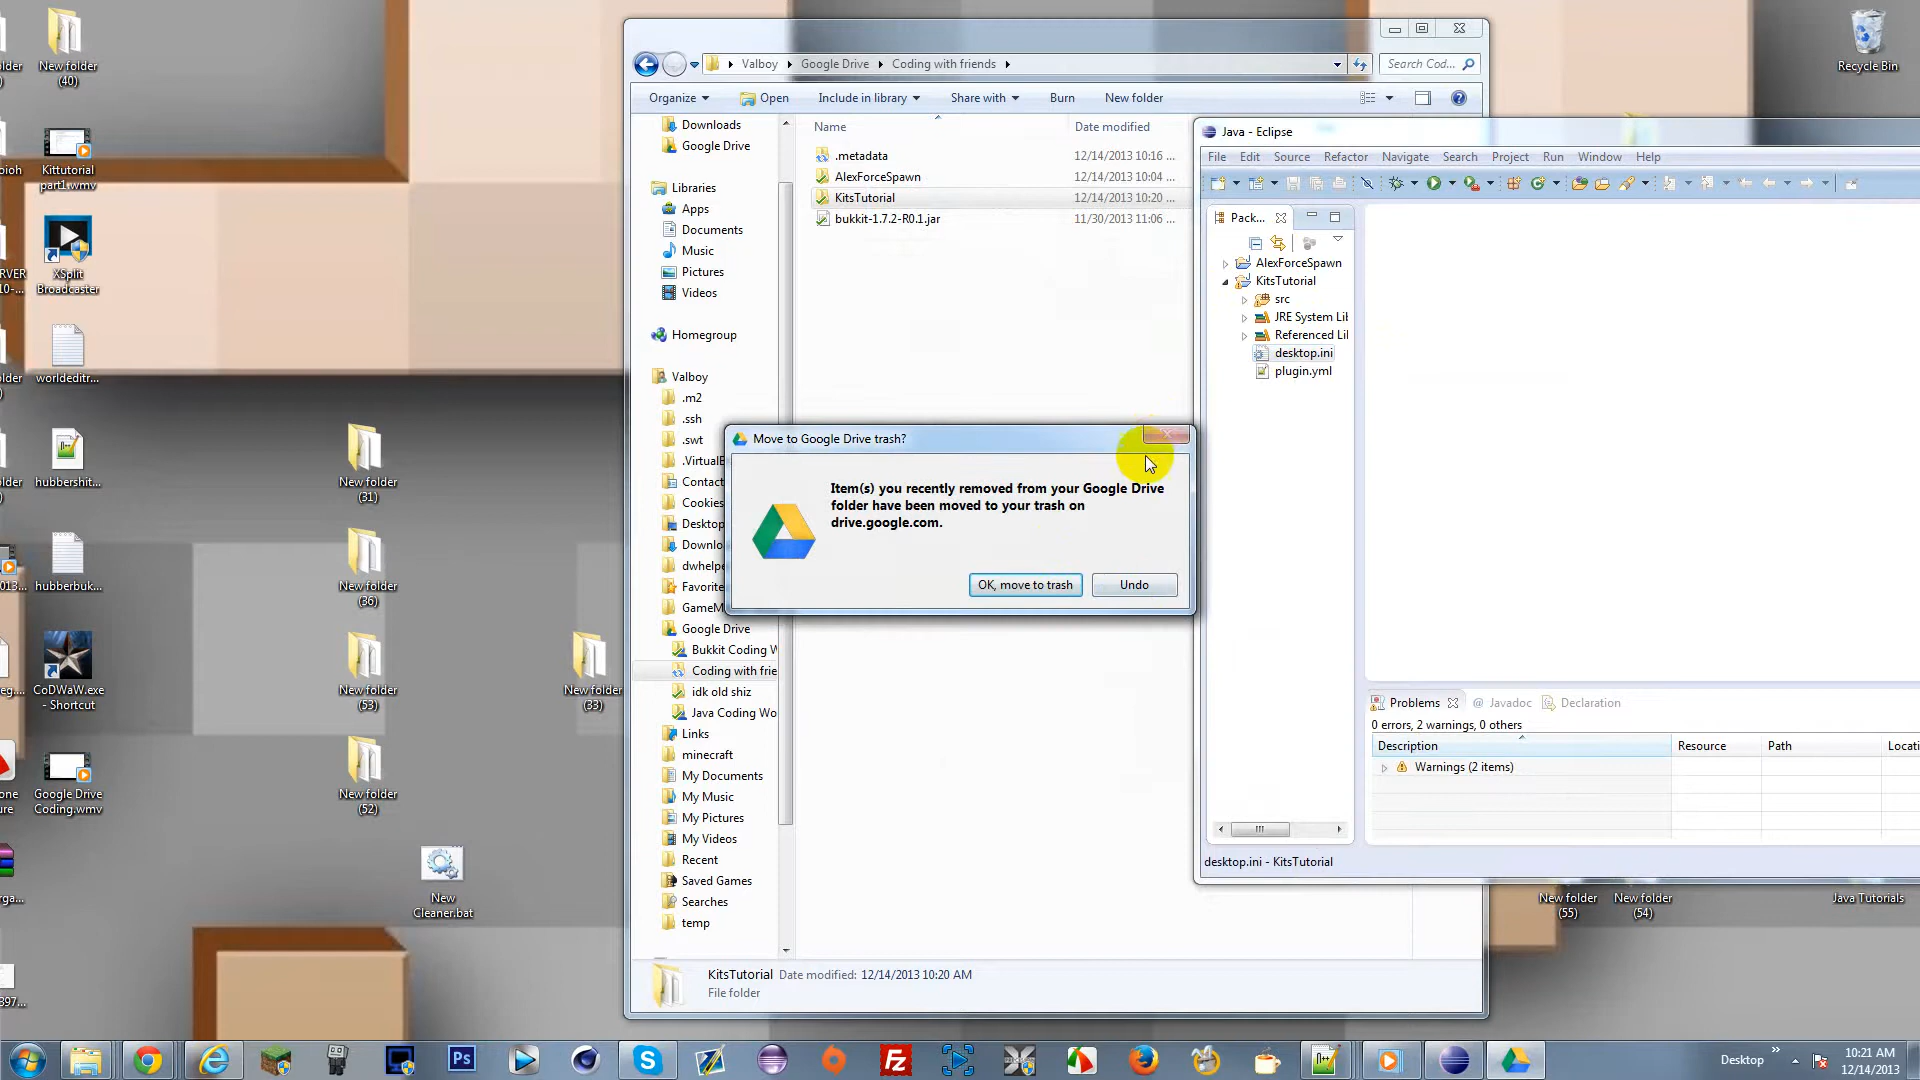 New folder
(40)
Kittutorial
part1.wmv
XSplit
Broadcaster
worldeditr...
hubbershit...
hubberbuk...
CoDWaW.exe
- Shortcut
Google Drive
Coding.wmv
New folder
(31)
New folder
(36)
New folder
(53)
New folder
(52)
New
Cleaner.bat
New folder
(33)
Recycle Bin
Valboy
Google Drive
Coding with friends
Search Cod...
Organize
Open
Include in library
Share with
Burn
New folder
Downloads
Google Drive
Libraries
Apps
Documents
Music
Pictures
Videos
Homegroup
Valboy
.m2
.ssh
.swt
.VirtualB
Contact
Cookies
Desktop
Downlo
dwhelpe
Favorite
GameM
Google Drive
Bukkit Coding W
Coding with frie
idk old shiz
Java Coding Wo
Links
minecraft
My Documents
My Music
My Pictures
My Videos
Recent
Saved Games
Searches
temp
Name
Date modified
.metadata
12/14/2013 10:16 ...
AlexForceSpawn
12/14/2013 10:04 ...
KitsTutorial
12/14/2013 10:20 ...
bukkit-1.7.2-R0.1.jar
11/30/2013 11:06 ...
Move to Google Drive trash?
Item(s) you recently removed from your Google Drive
folder have been moved to your trash on
drive.google.com.
OK, move to trash
Undo
KitsTutorial
Date modified: 12/14/2013 10:20 AM
File folder
Java - Eclipse
File Edit Source Refactor Navigate Search Project Run Window Help
Pack...
AlexForceSpawn
KitsTutorial
src
JRE System Lib
Referenced Li
desktop.ini
plugin.yml
Problems
@ Javadoc
Declaration
0 errors, 2 warnings, 0 others
Description
Resource
Path
Locati
Warnings (2 items)
desktop.ini - KitsTutorial
New folder
(55)
New folder
(54)
Java Tutorials
Ps
Fz
Desktop
10:21 AM
12/14/2013